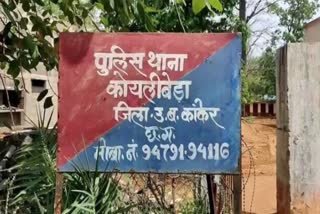 पुलिस थाना
कोयलीबेड़ा
जिला उ.ब. कांकेर
छ.ग.
मोबा. नं. 94791-94116